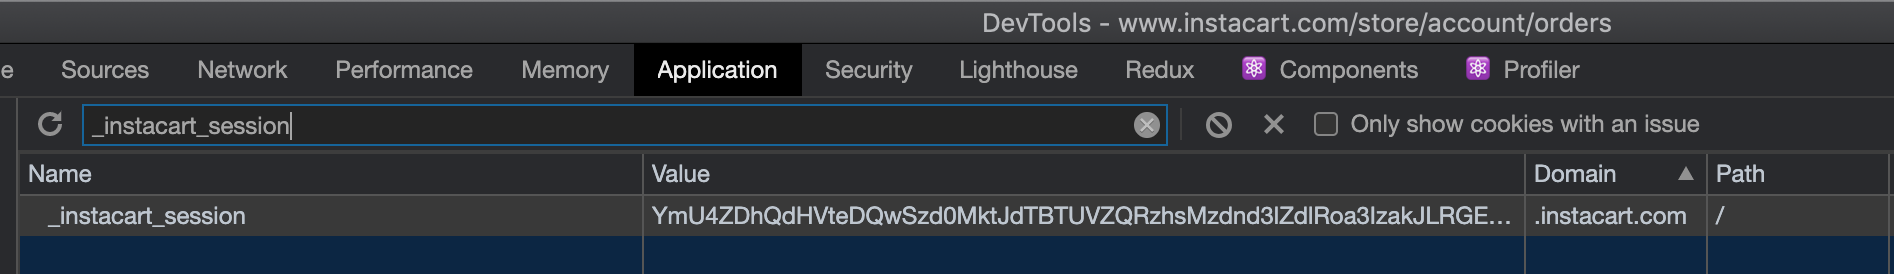 DevTools - www.instacart.com/store/account/orders
e Sources Network Performance Memory Application Security Lighthouse Redux Components Profiler
_instacart_session Only show cookies with an issue
Name Value Domain Path
_instacart_session YmU4ZDhQdHVteDQwSzd0MktJdTBTUVZQRzhsMzdnd3lZdlRoa3lzakJLRGE... .instacart.com /